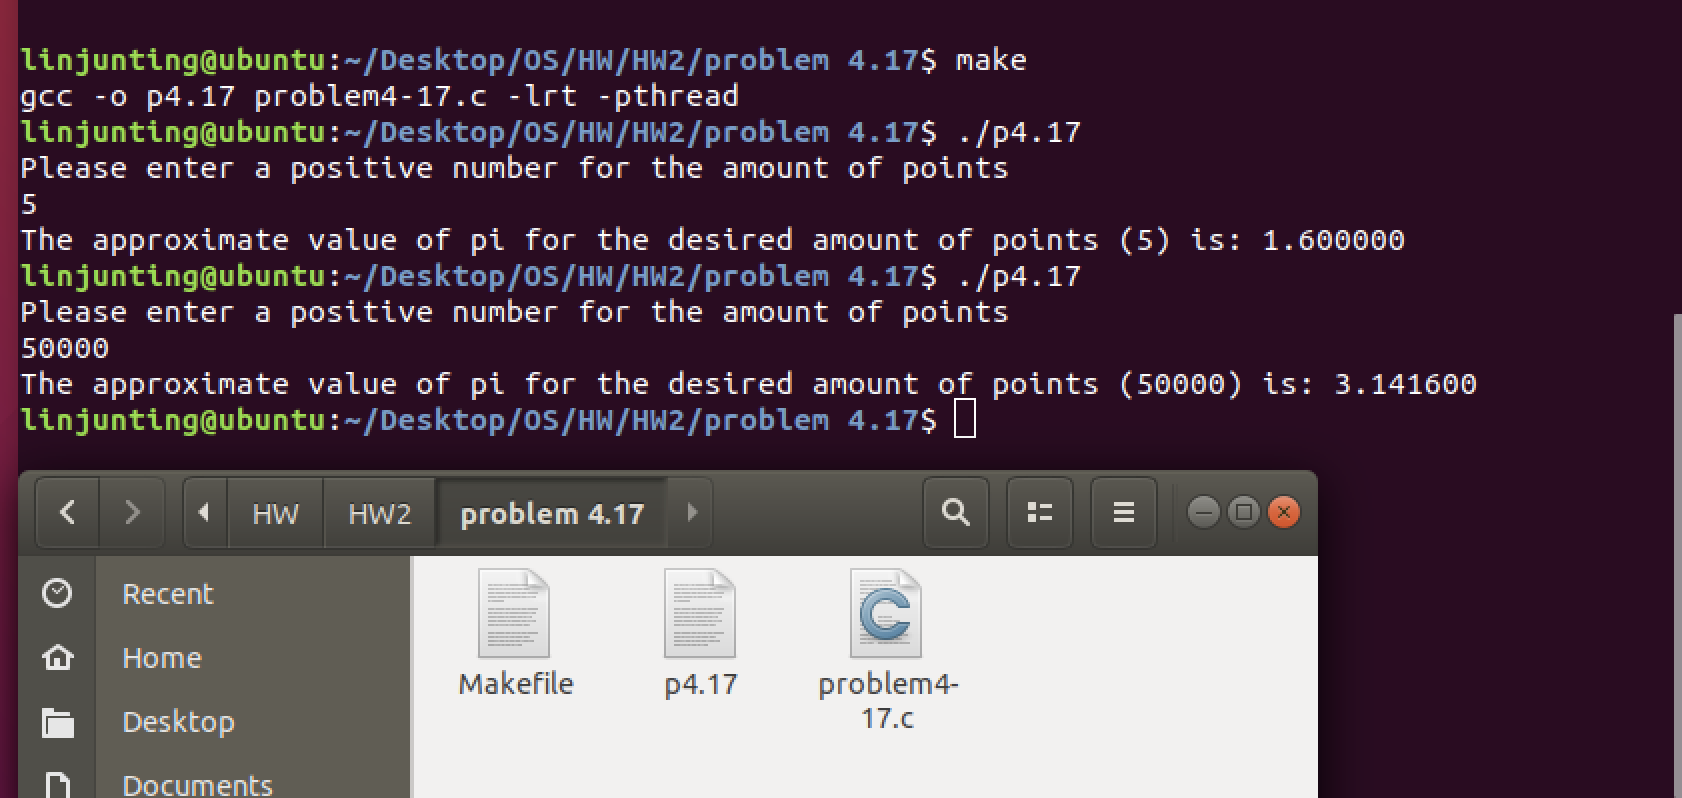 linjunting@ubuntu:~/Desktop/OS/HW/HW2/problem 4.17$ make
gcc -o p4.17 problem4-17.c -lrt -pthread
linjunting@ubuntu:~/Desktop/OS/HW/HW2/problem 4.17$ ./p4.17
Please enter a positive number for the amount of points
5
The approximate value of pi for the desired amount of points (5) is: 1.600000
linjunting@ubuntu:~/Desktop/OS/HW/HW2/problem 4.17$ ./p4.17
Please enter a positive number for the amount of points
50000
The approximate value of pi for the desired amount of points (50000) is: 3.141600
linjunting@ubuntu:~/Desktop/OS/HW/HW2/problem 4.17$
HW HW2 problem 4.17
Recent
Home
Desktop
Documents
Makefile p4.17 problem4-
17.c